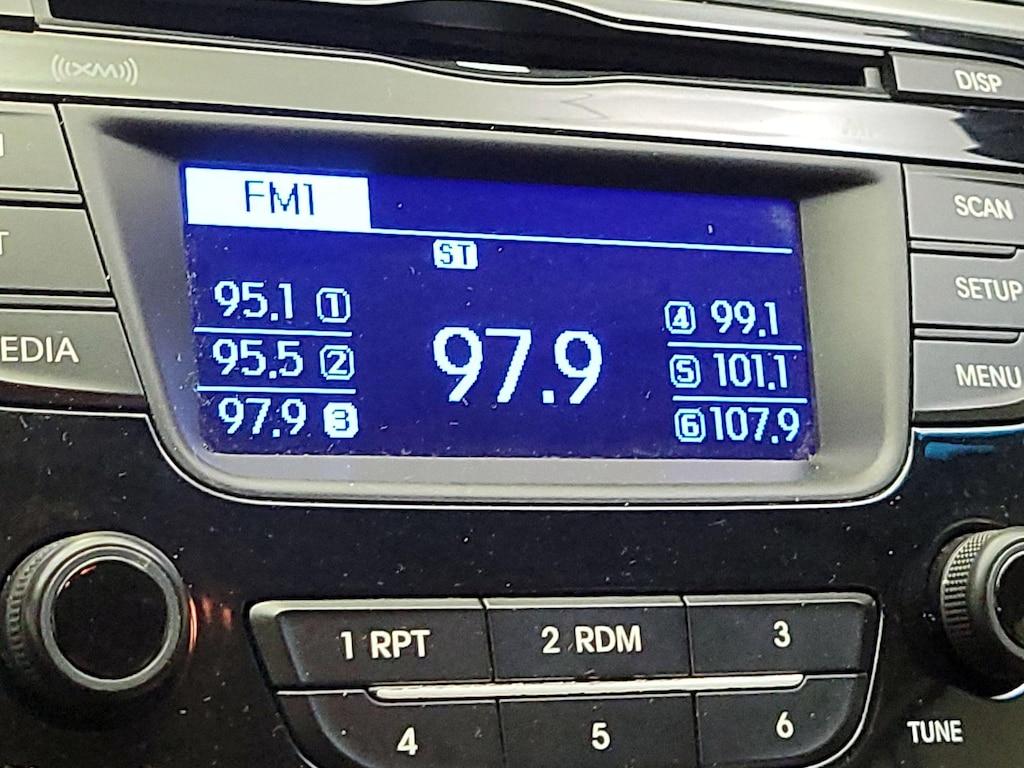 ((XM))
DISP
FM1
SCAN
ST
95.1 1
4 99.1
SETUP
EDIA
95.5 2
97.9
5 101.1
MENU
97.9 3
6 107.9
1 RPT
2 RDM
3
4
5
6
TUNE